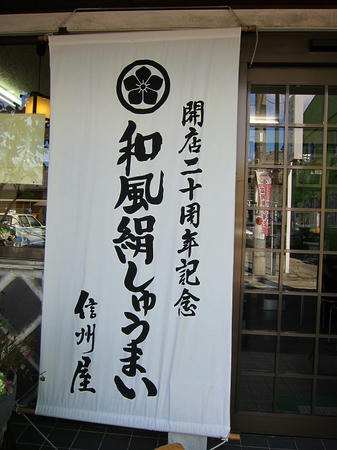 開店二十周年記念
和風絹しゅうまい
信州屋